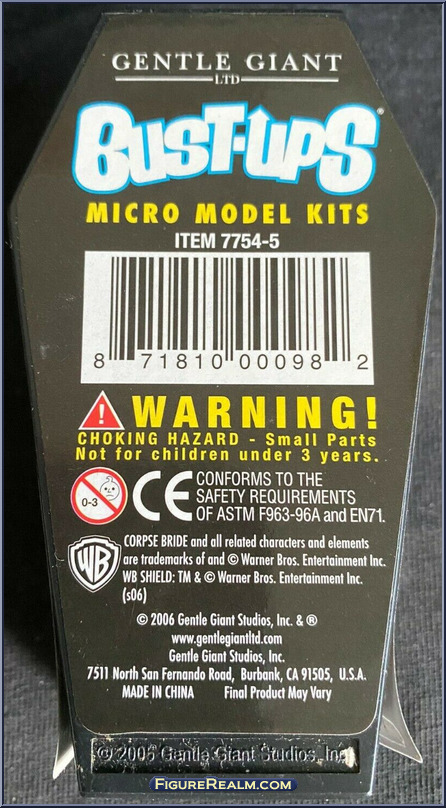 GENTLE GIANT
LTD
BUST-UPS®
MICRO MODEL KITS
ITEM 7754-5
8 71810 00098 2
WARNING!
CHOKING HAZARD - Small Parts
Not for children under 3 years.
0-3
CE
CONFORMS TO THE
SAFETY REQUIREMENTS
OF ASTM F963-96A and EN71.
WB
CORPSE BRIDE and all related characters and elements
are trademarks of and © Warner Bros. Entertainment Inc.
WB SHIELD: TM & © Warner Bros. Entertainment Inc.
(s06)
© 2006 Gentle Giant Studios, Inc. & ®
www.gentlegiantltd.com
Gentle Giant Studios, Inc.
7511 North San Fernando Road, Burbank, CA 91505, U.S.A.
MADE IN CHINA Final Product May Vary
©2005 Gentle Giant Studios, Inc
FIGUREREALM.COM